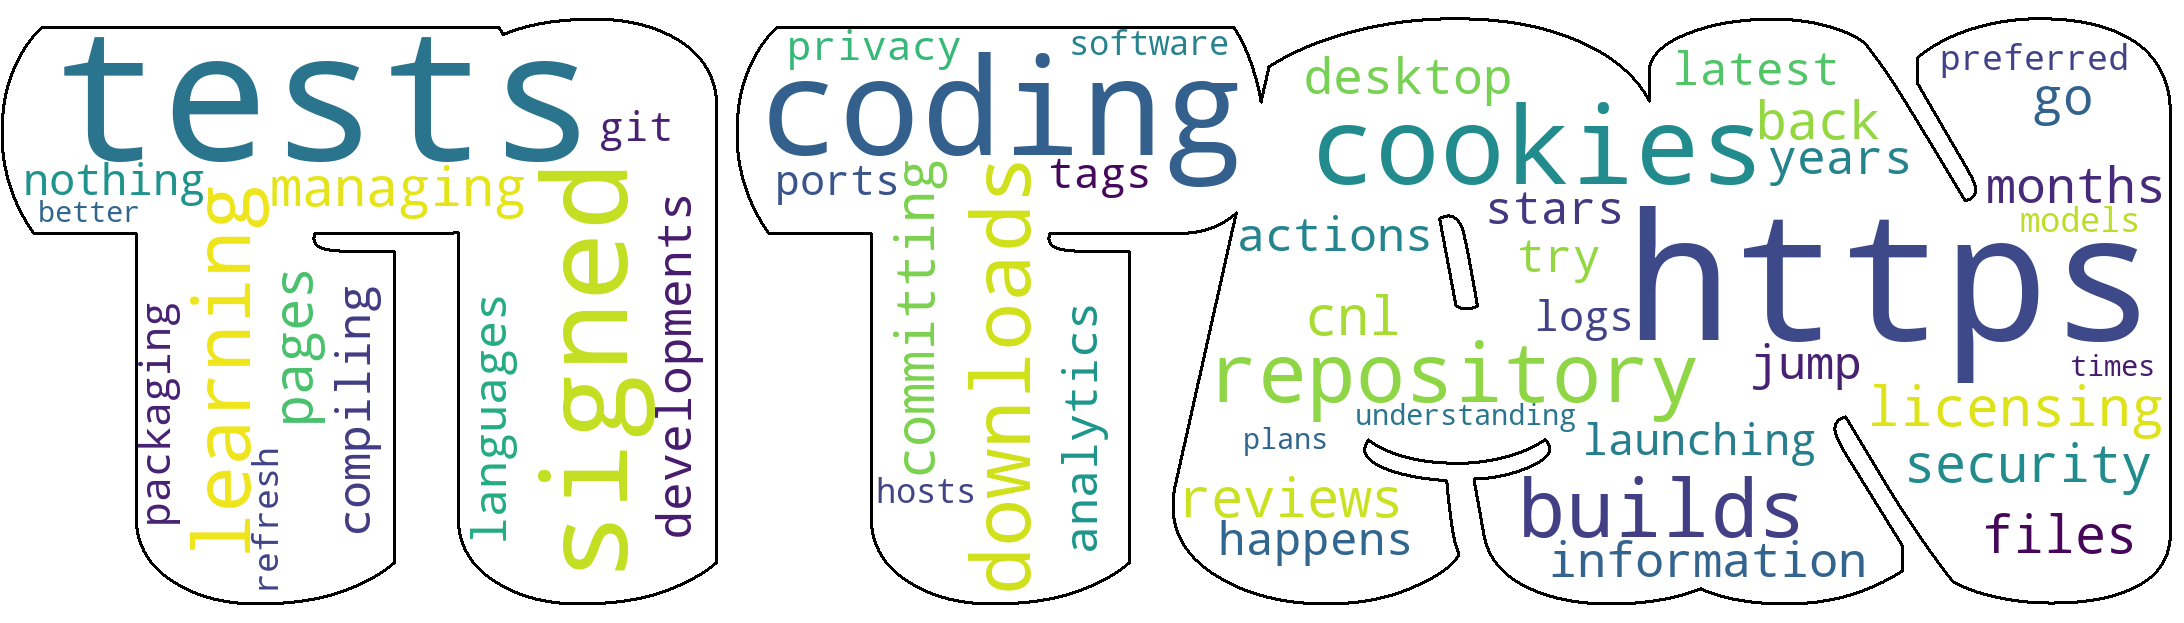 tests
git
nothing
better
managing
learning
signed
developments
packaging
pages
compiling
refresh
languages
privacy
software
coding
ports
tags
committing
downloads
analytics
hosts
desktop
latest
preferred
go
cookies
back
years
months
stars
models
actions
try
https
cnl
logs
repository
jump
times
understanding
licensing
plans
launching
security
reviews
builds
happens
information
files